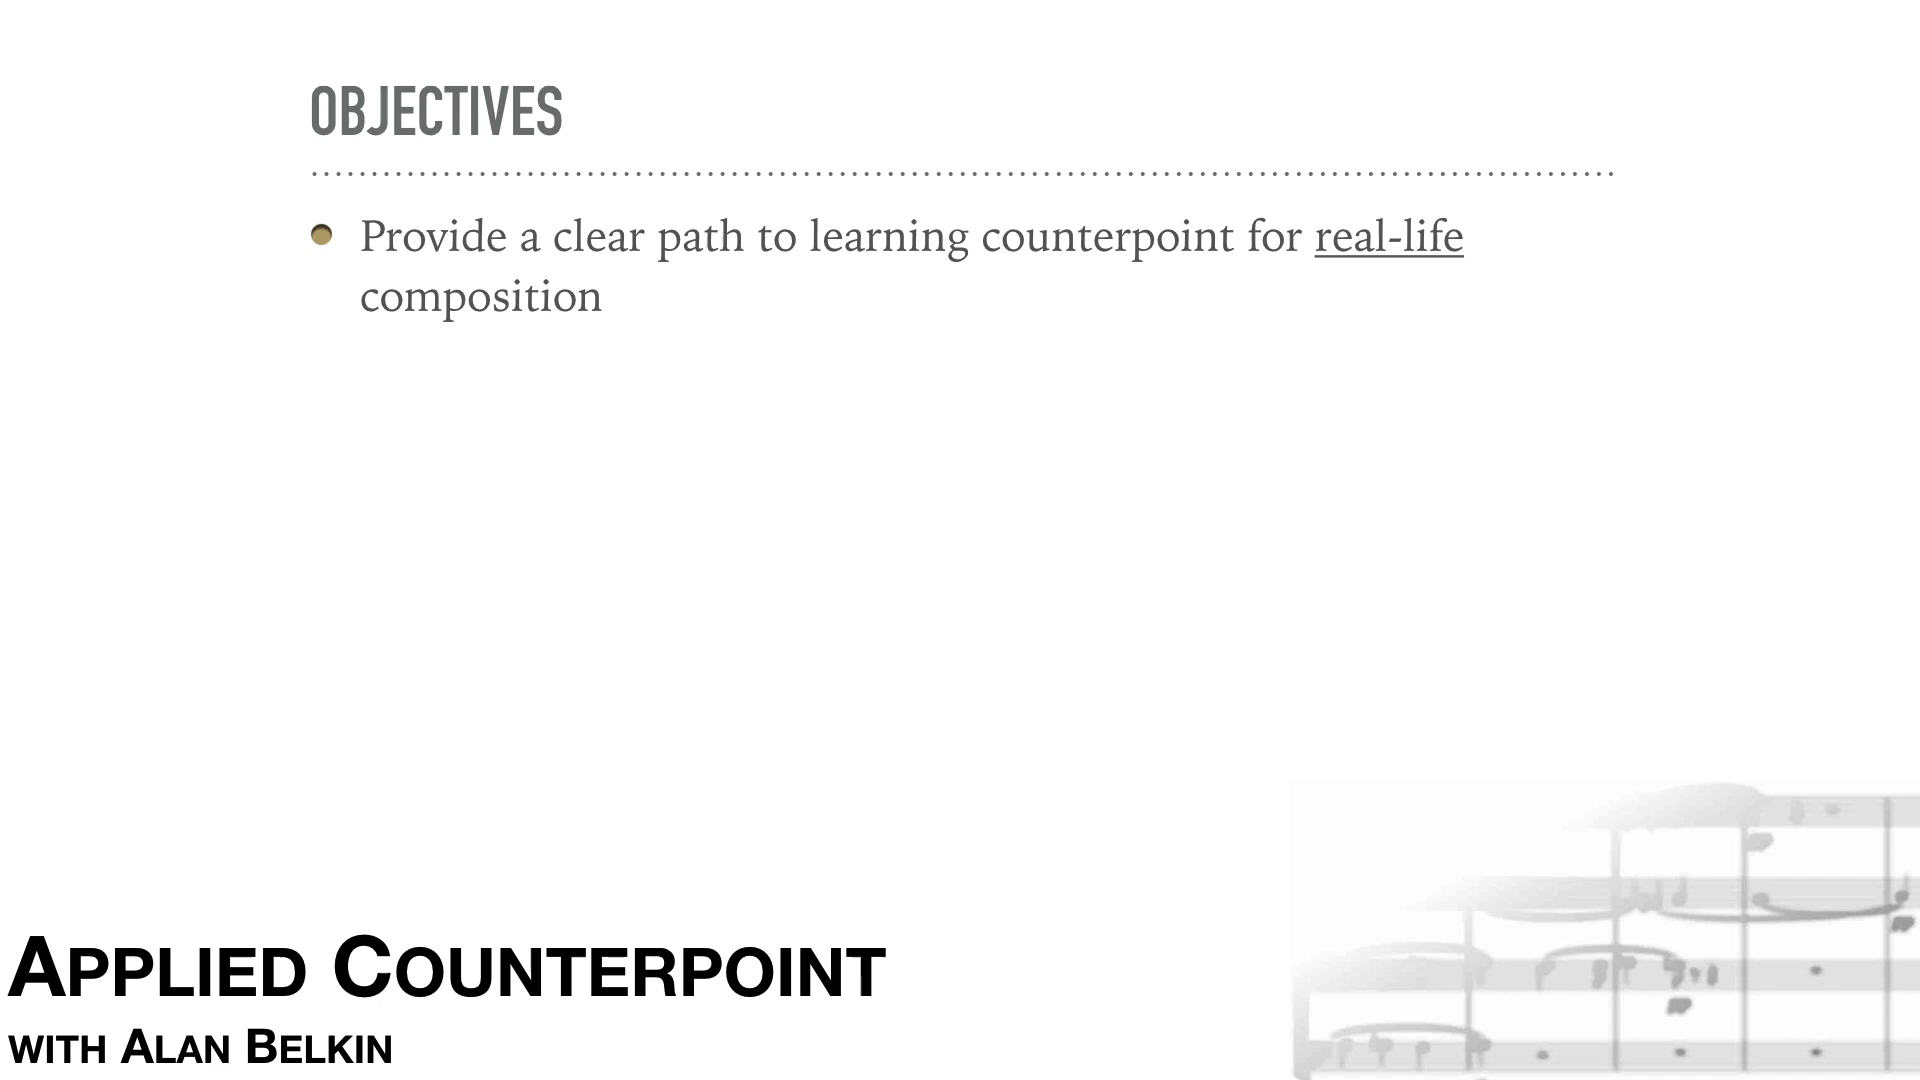 OBJECTIVES
Provide a clear path to learning counterpoint for real-life
composition
APPLIED COUNTERPOINT
WITH ALAN BELKIN